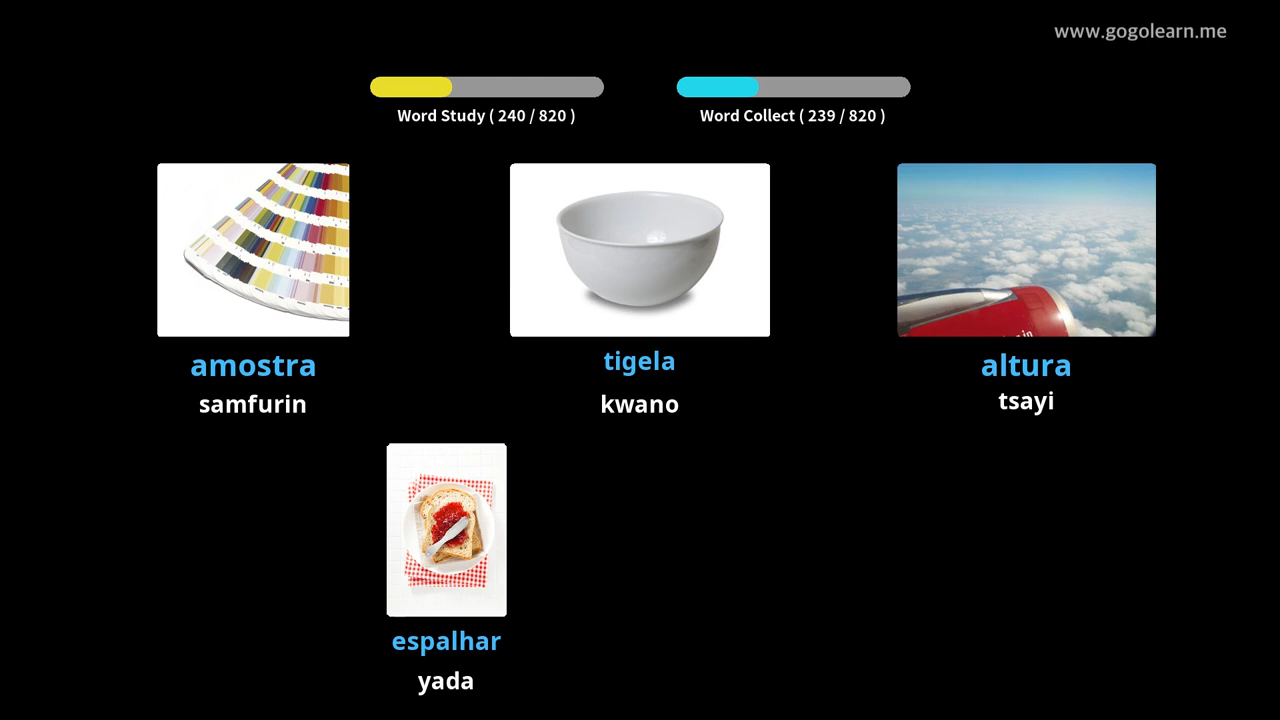 www.gogolearn.me
Word Study ( 240 / 820 )
Word Collect ( 239 / 820 )
amostra
samfurin
tigela
kwano
altura
tsayi
espalhar
yada